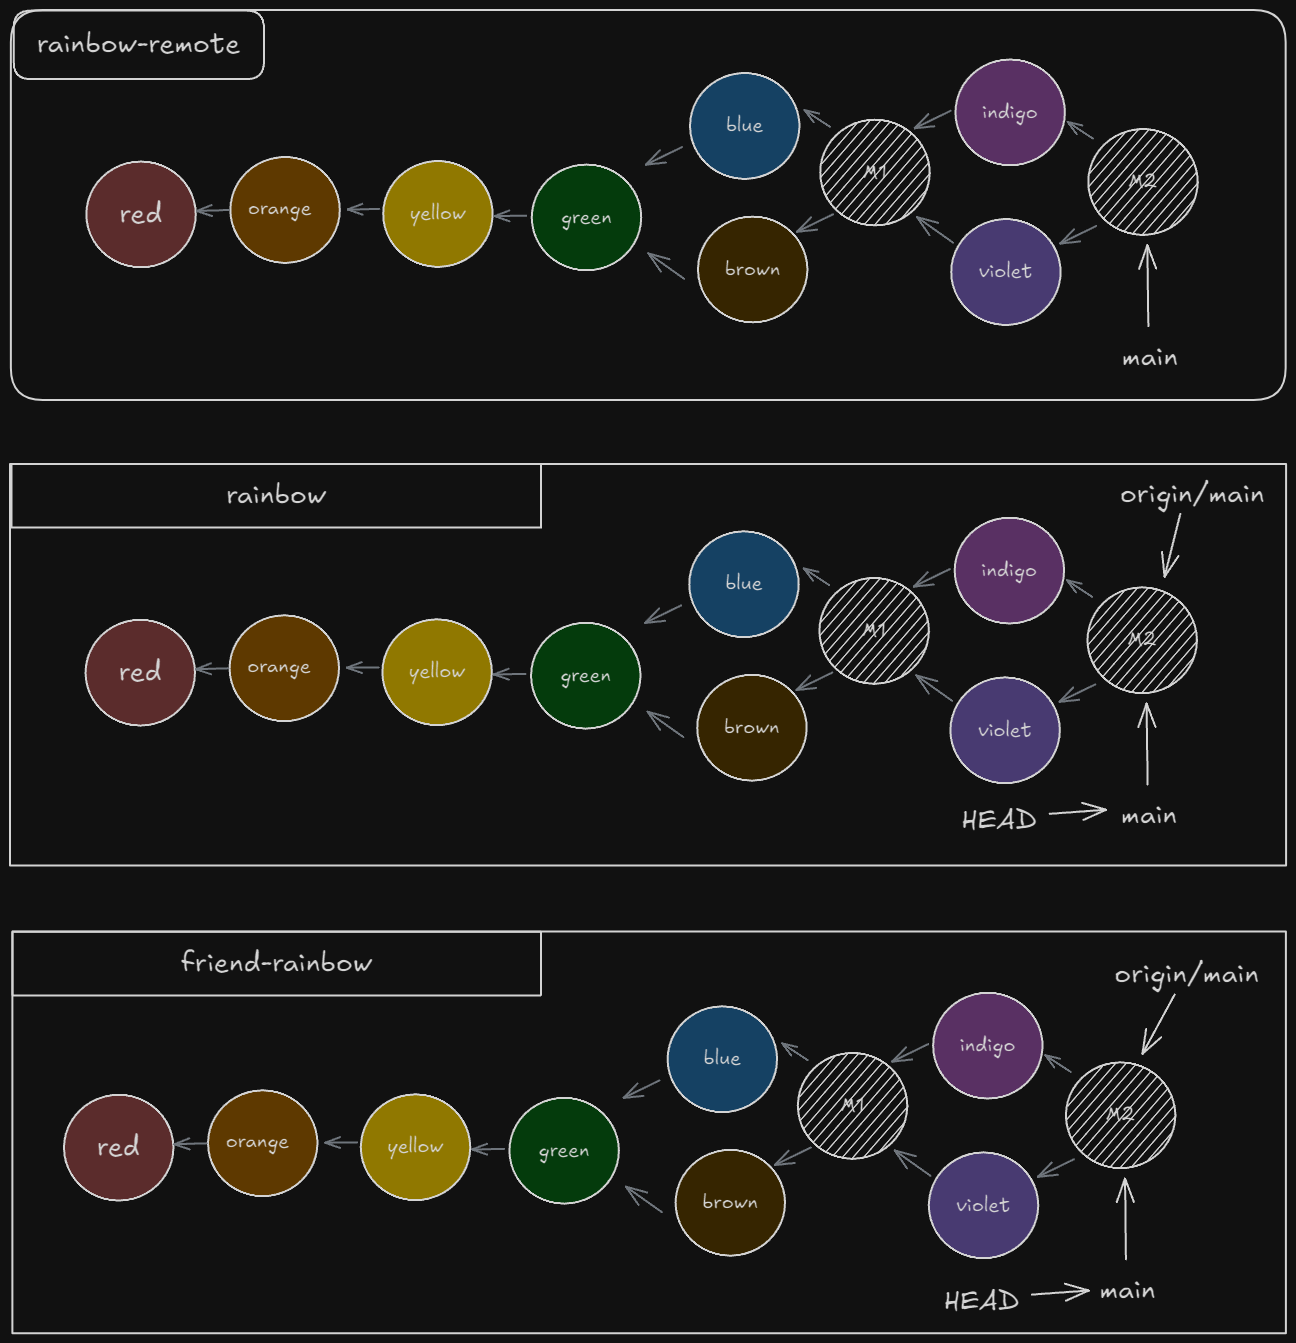 rainbow-remote
red
orange
yellow
green
blue
brown
M1
indigo
violet
M2
main
rainbow
origin/main
red
orange
yellow
green
blue
brown
M1
indigo
violet
M2
HEAD
main
friend-rainbow
origin/main
red
orange
yellow
green
blue
brown
M1
indigo
violet
M2
HEAD
main